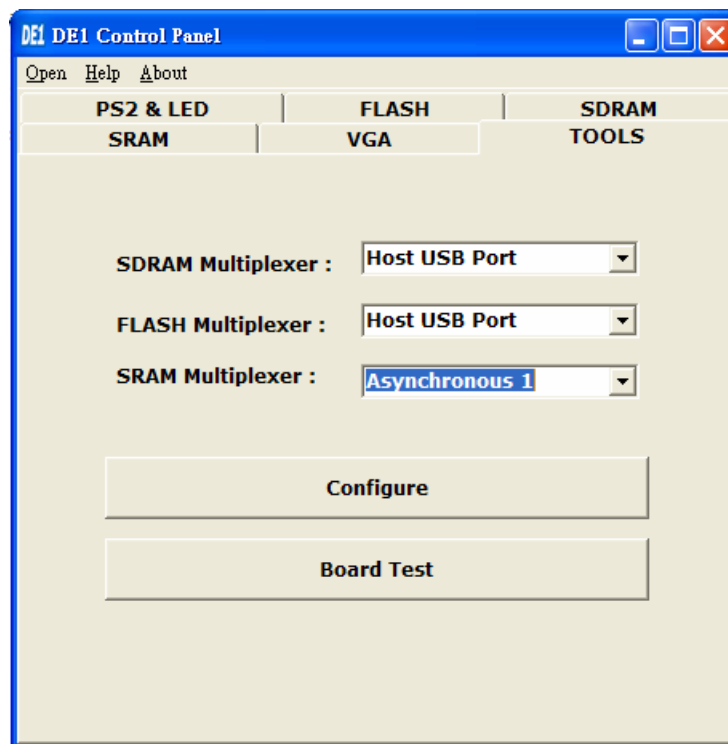 DE1 DE1 Control Panel
Open Help About
PS2 & LED FLASH SDRAM
SRAM VGA TOOLS
SDRAM Multiplexer : Host USB Port
FLASH Multiplexer : Host USB Port
SRAM Multiplexer : Asynchronous 1
Configure
Board Test